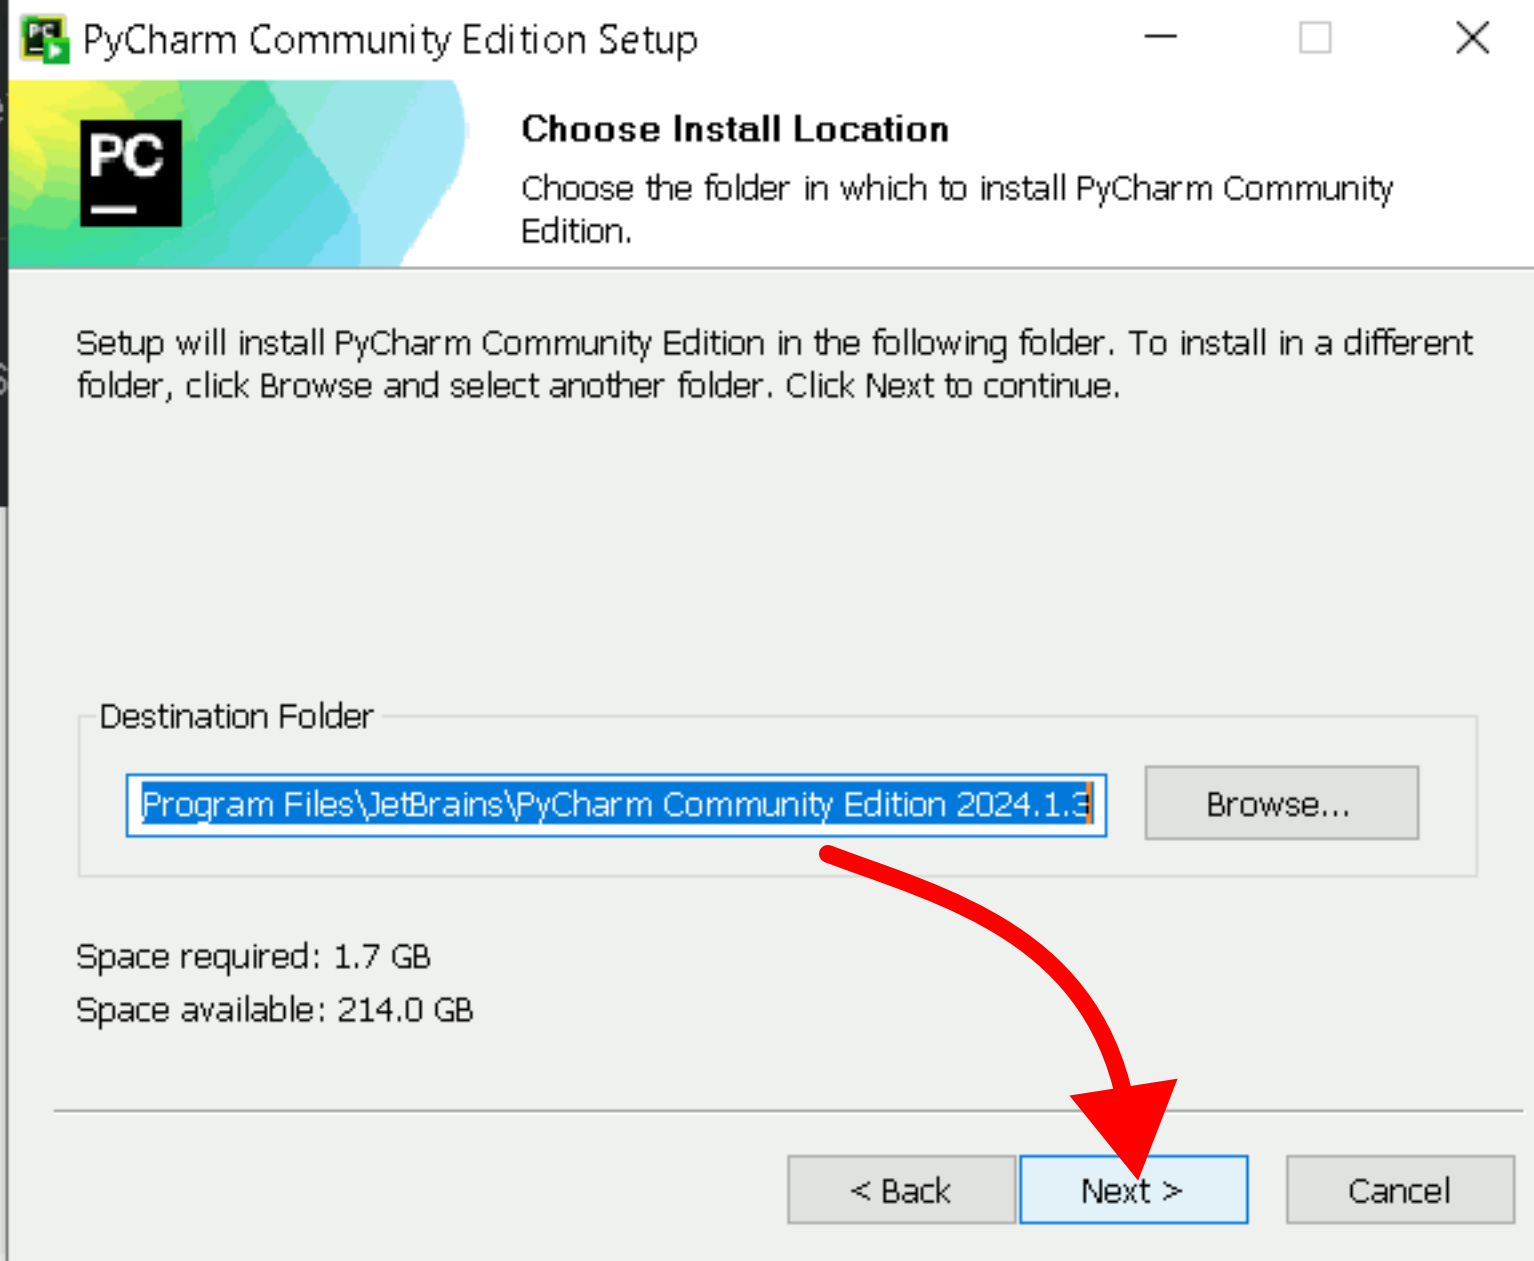 PyCharm Community Edition Setup
PC
Choose Install Location
Choose the folder in which to install PyCharm Community
Edition.
Setup will install PyCharm Community Edition in the following folder. To install in a different
folder, click Browse and select another folder. Click Next to continue.
Destination Folder
Program Files\JetBrains\PyCharm Community Edition 2024.1.3
Browse...
Space required: 1.7 GB
Space available: 214.0 GB
< Back
Next >
Cancel